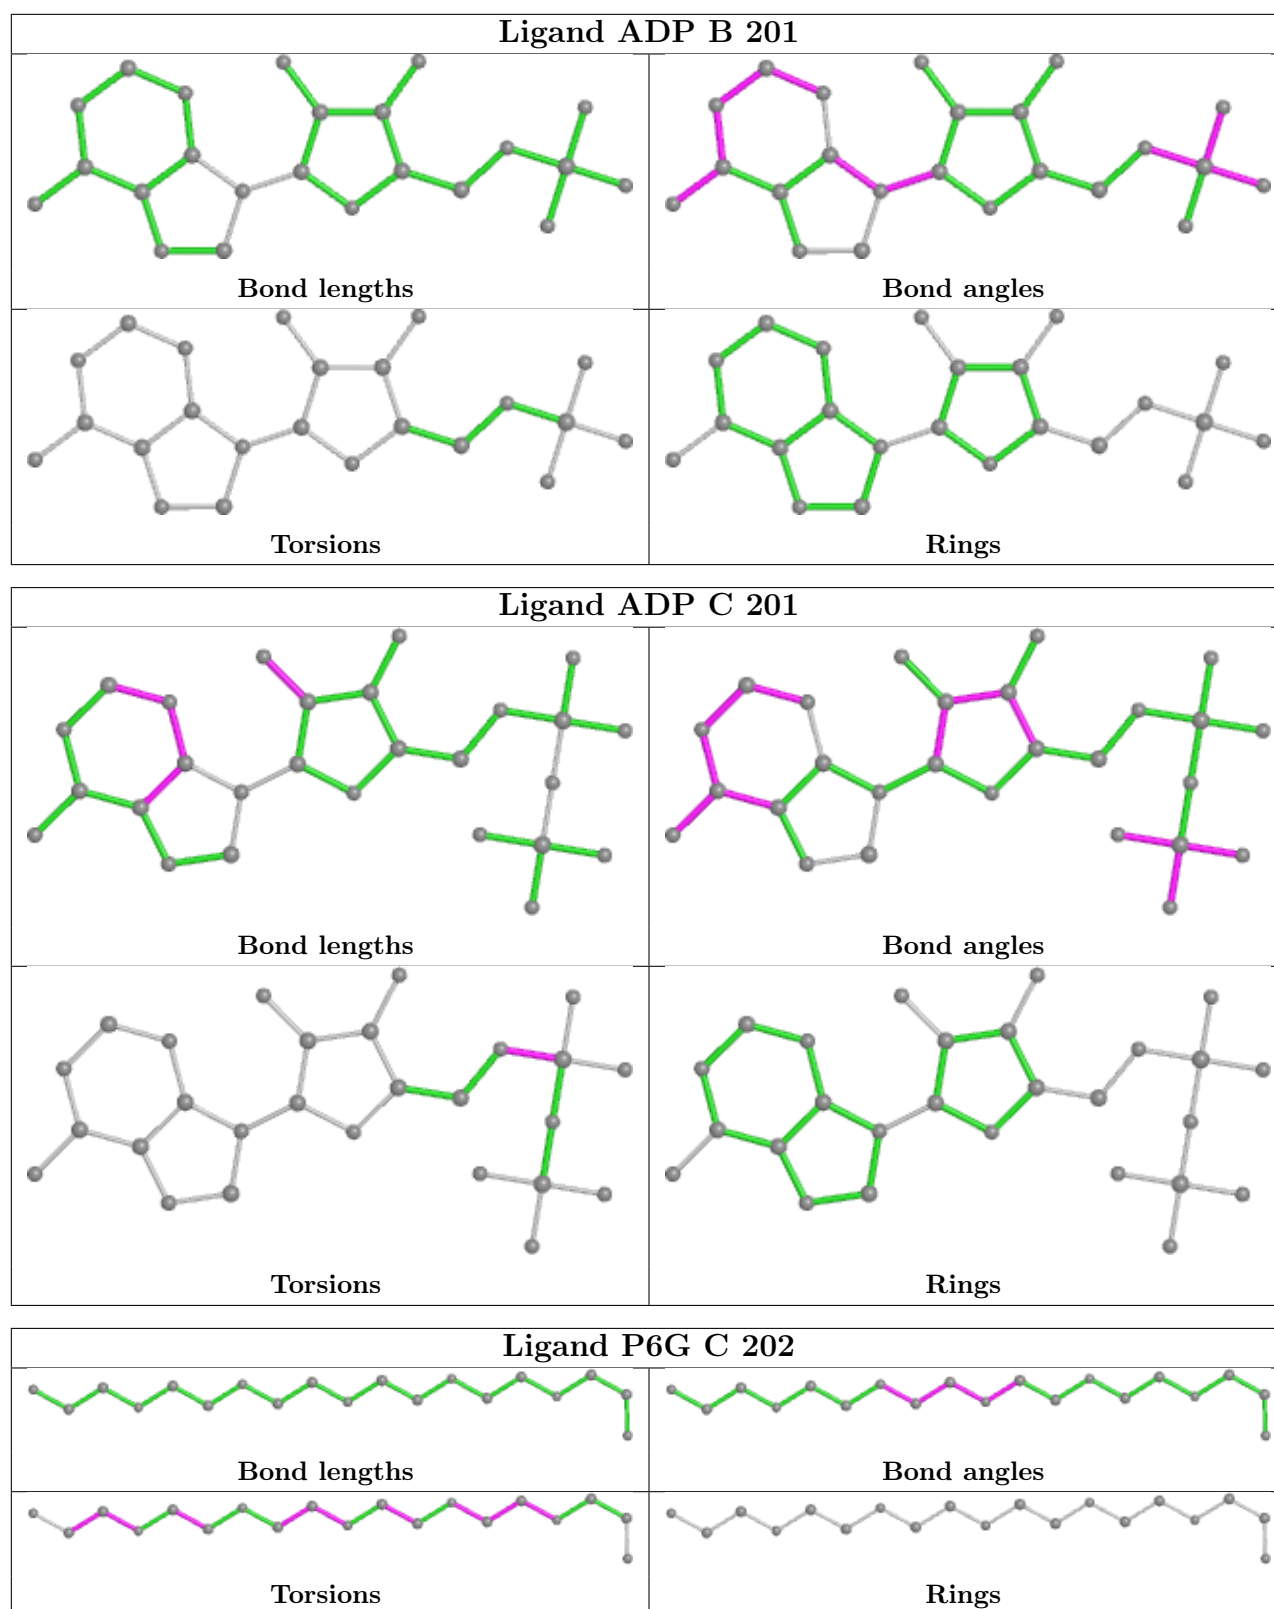 Ligand ADP B 201
Bond lengths
Bond angles
Torsions
Rings
Ligand ADP C 201
Bond lengths
Bond angles
Torsions
Rings
Ligand P6G C 202
Bond lengths
Bond angles
Torsions
Rings